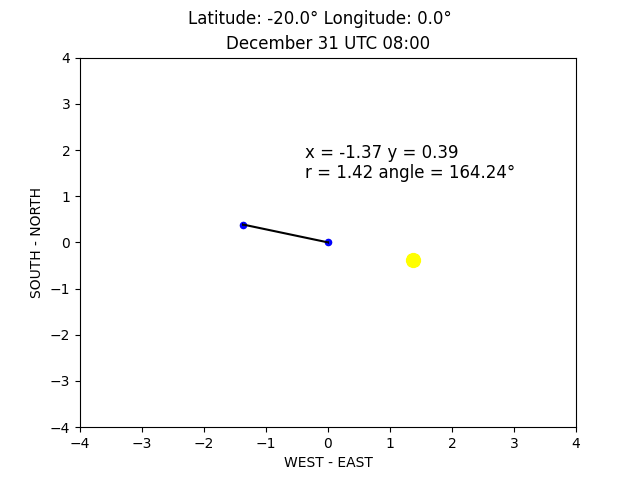 Latitude: -20.0° Longitude: 0.0°
December 31 UTC 08:00
4
3
2
1
0
−1
−2
−3
−4
x = -1.37 y = 0.39
r = 1.42 angle = 164.24°
SOUTH - NORTH
−4 −3 −2 −1 0 1 2 3 4
WEST - EAST